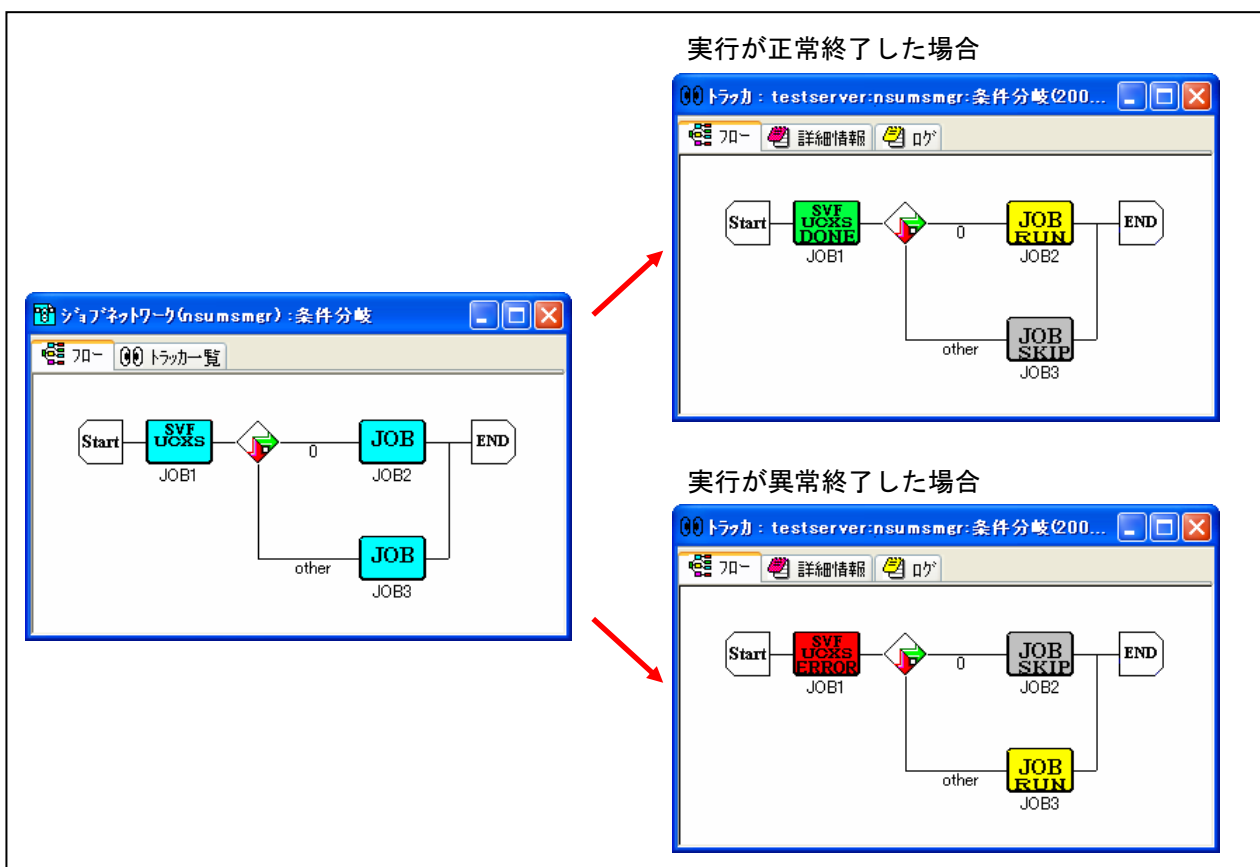 実行が正常終了した場合
トラッカ : testserver:nsumsmgr:条件分岐(200...
フロー 詳細情報 ログ
Start SVF UCXS DONE 0 JOB RUN END
JOB1 JOB2
other JOB SKIP
JOB3
ジョブネットワーク(nsumsmgr):条件分岐
フロー トラッカ一覧
Start SVF UCXS 0 JOB END
JOB1 JOB2
other JOB
JOB3
実行が異常終了した場合
トラッカ : testserver:nsumsmgr:条件分岐(200...
フロー 詳細情報 ログ
Start SVF UCXS ERROR 0 JOB SKIP END
JOB1 JOB2
other JOB RUN
JOB3